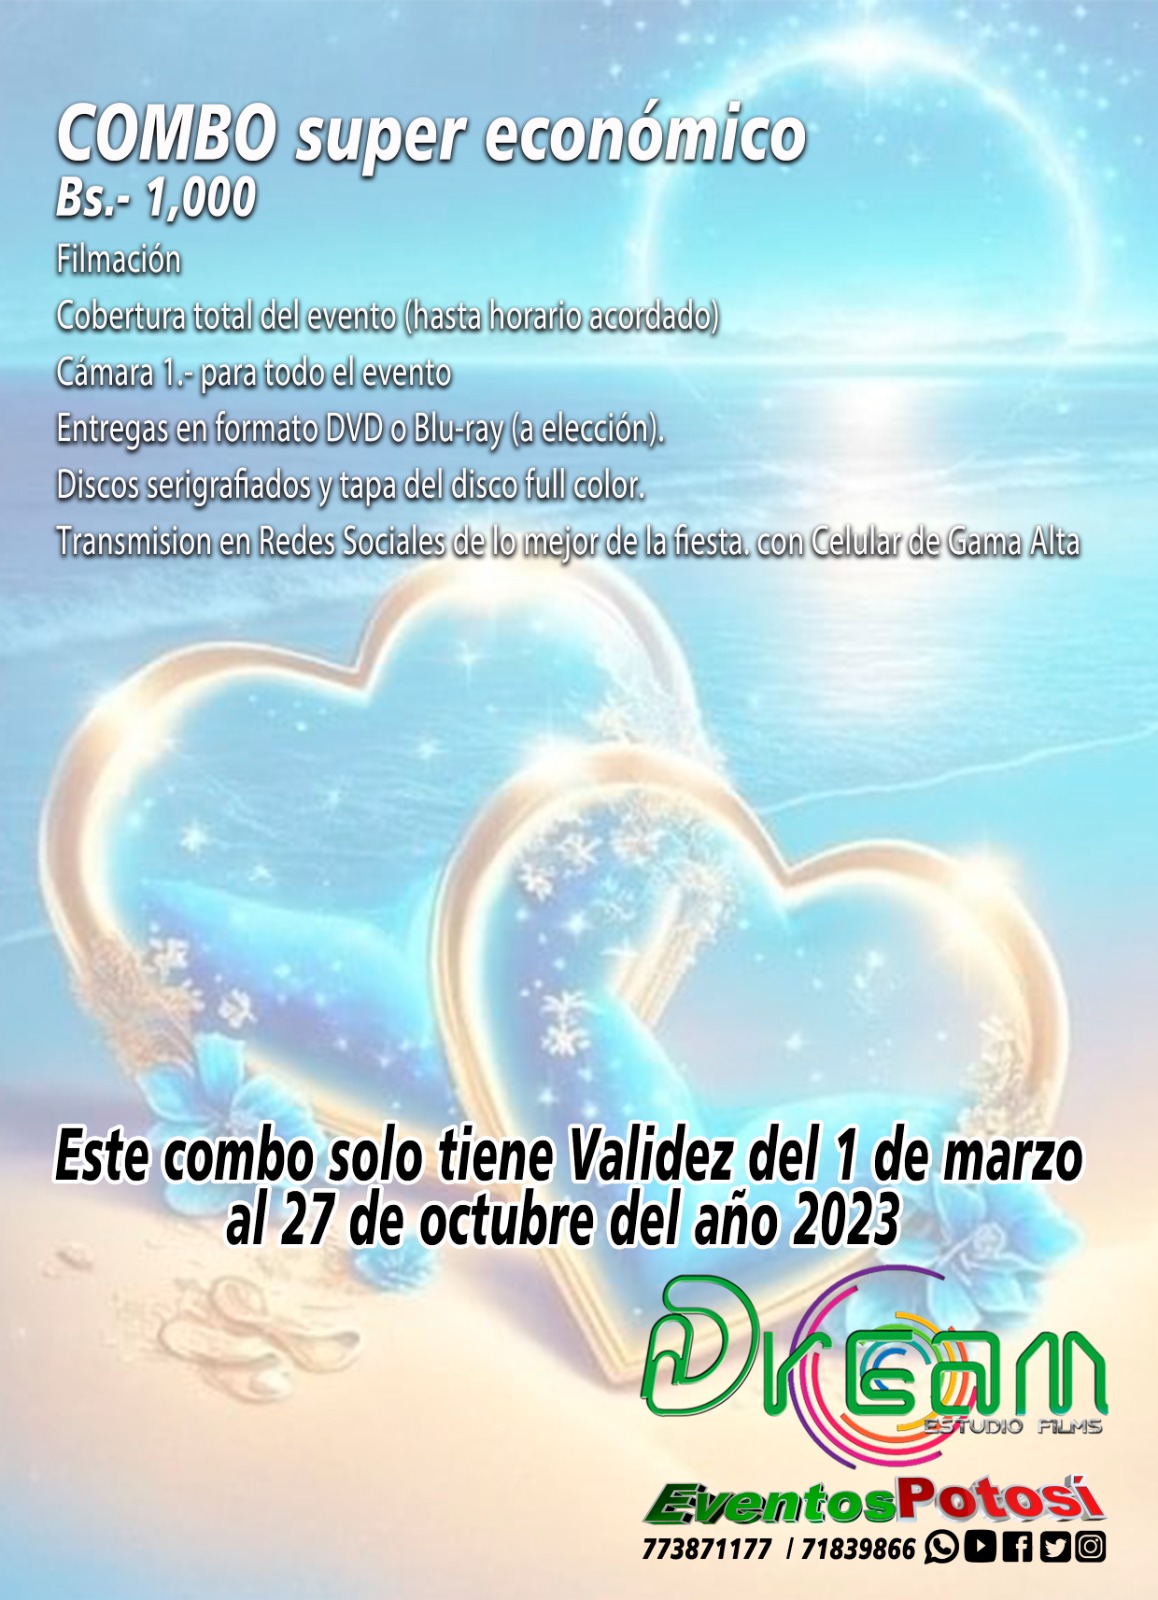 COMBO super económico
Bs.- 1,000
Filmación
Cobertura total del evento (hasta horario acordado)
Cámara 1.- para todo el evento
Entregas en formato DVD o Blu-ray (a elección).
Discos serigrafiados y tapa del disco full color.
Transmision en Redes Sociales de lo mejor de la fiesta. con Celular de Gama Alta
Este combo solo tiene Validez del 1 de marzo
al 27 de octubre del año 2023
Dream
ESTUDIO FILMS
EventosPotosí
773871177 / 71839866